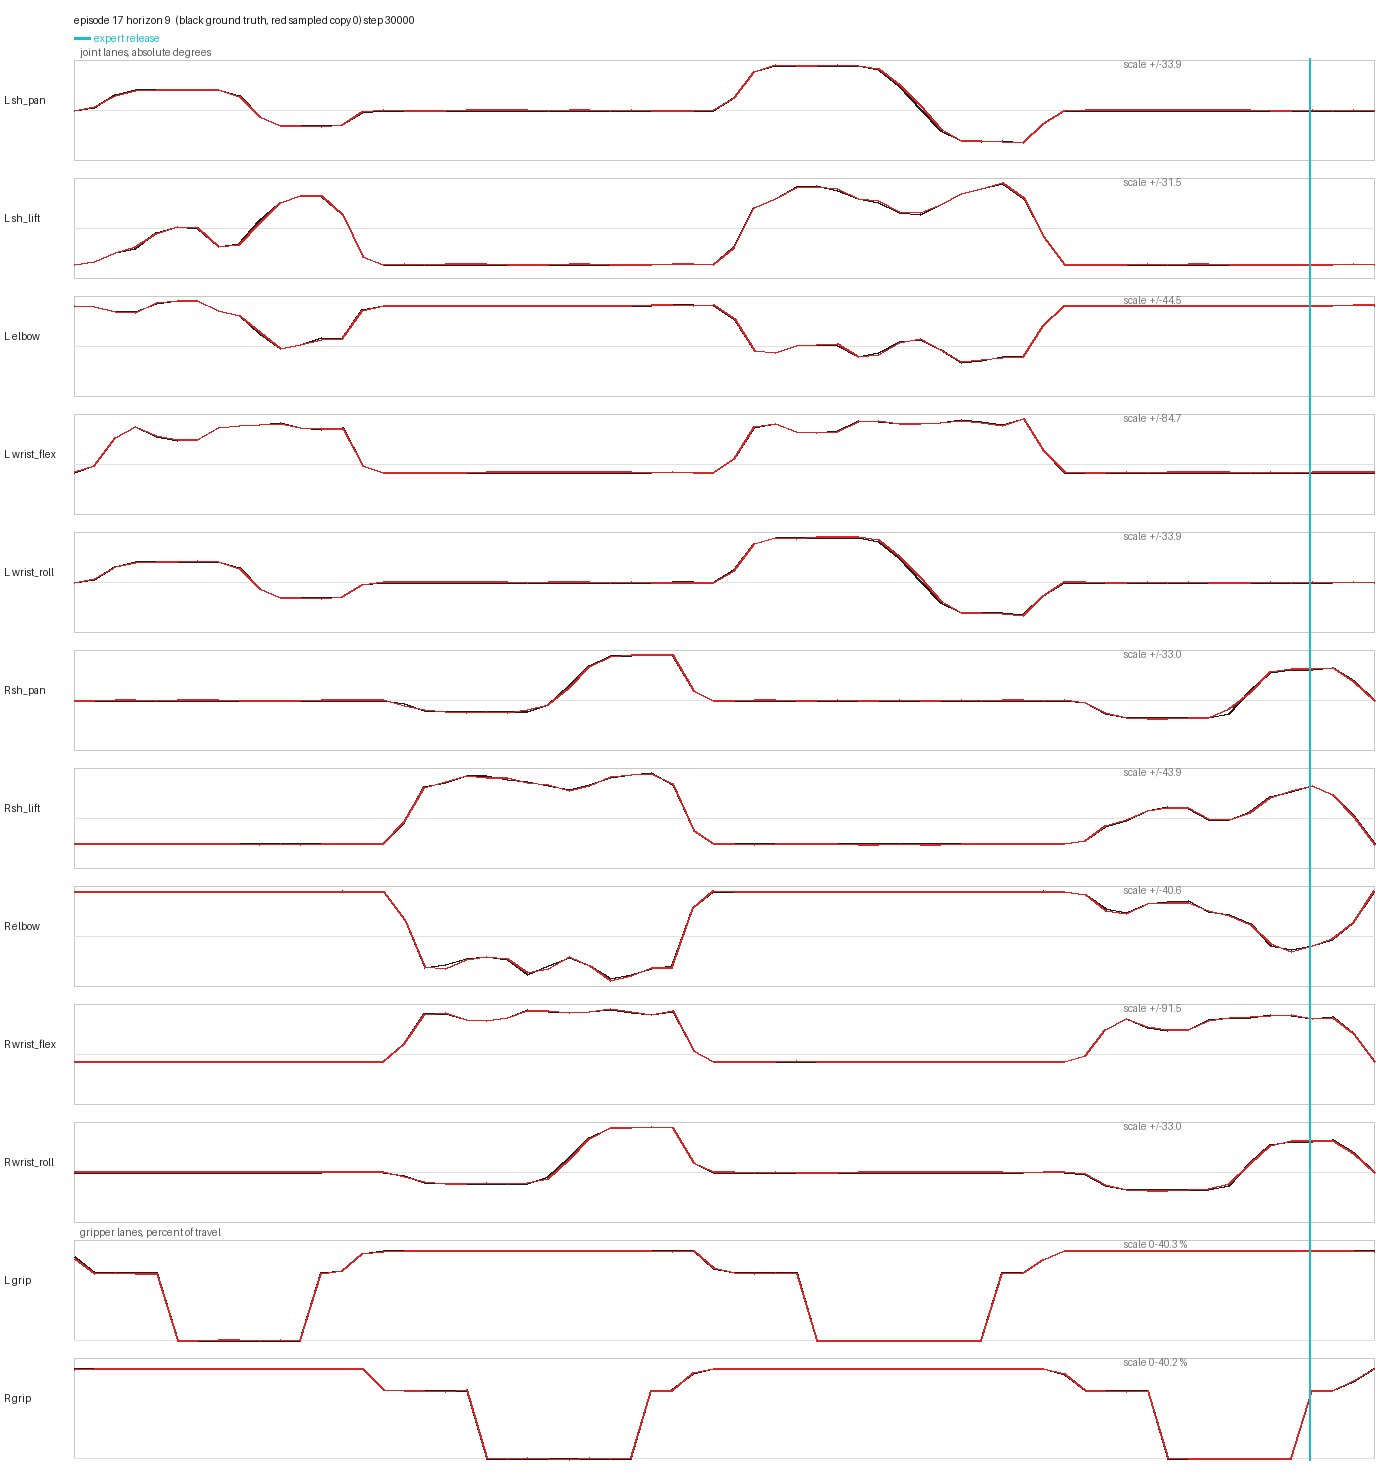 episode 17 horizon 9 (black ground truth, red sampled copy 0) step 30000
expert release
joint lanes, absolute degrees
L sh_pan
scale +/-33.9
L sh_lift
scale +/-31.5
L elbow
scale +/-44.5
L wrist_flex
scale +/-84.7
L wrist_roll
scale +/-33.9
R sh_pan
scale +/-33.0
R sh_lift
scale +/-43.9
R elbow
scale +/-40.6
R wrist_flex
scale +/-91.5
R wrist_roll
scale +/-33.0
gripper lanes, percent of travel
L grip
scale 0-40.3%
R grip
scale 0-40.2%